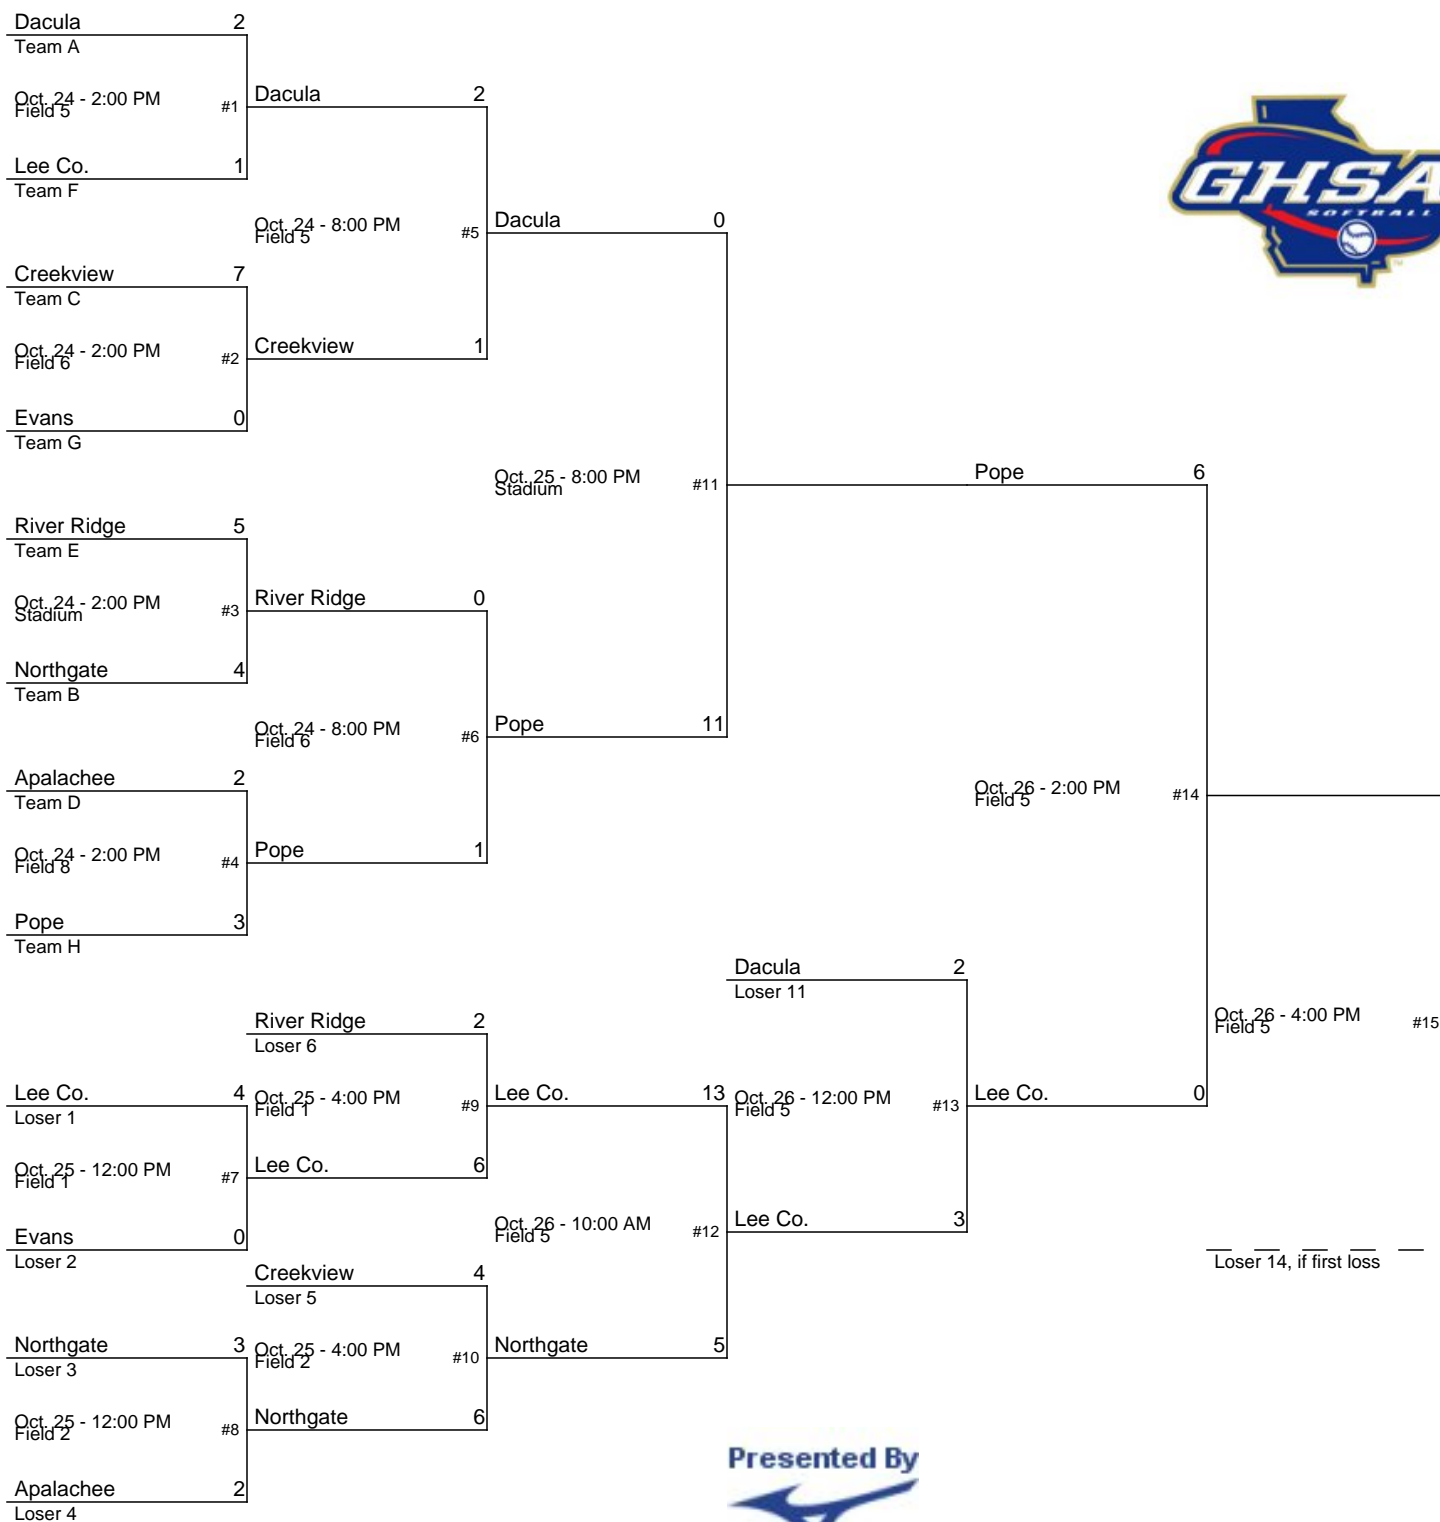 Dacula 2
Team A
Oct. 24 - 2:00 PM
Field 5
#1
Lee Co. 1
Team F
Creekview 7
Team C
Oct. 24 - 2:00 PM
Field 6
#2
Evans 0
Team G
River Ridge 5
Team E
Oct. 24 - 2:00 PM
Stadium
#3
Northgate 4
Team B
Apalachee 2
Team D
Oct. 24 - 2:00 PM
Field 8
#4
Pope 3
Team H
Dacula 2
Oct. 24 - 8:00 PM
Field 5
#5
Creekview 1
River Ridge 0
Oct. 24 - 8:00 PM
Field 6
#6
Pope 1
Dacula 0
Oct. 25 - 8:00 PM
Stadium
#11
Pope 11
Pope 6
Oct. 26 - 2:00 PM
Field 5
#14
Lee Co. 0
GHSA
SOFTBALL
TM
Lee Co. 4
Loser 1
Oct. 25 - 12:00 PM
Field 1
#7
Evans 0
Loser 2
Northgate 3
Loser 3
Oct. 25 - 12:00 PM
Field 2
#8
Apalachee 2
Loser 4
River Ridge 2
Loser 6
Oct. 25 - 4:00 PM
Field 1
#9
Lee Co. 6
Creekview 4
Loser 5
Oct. 25 - 4:00 PM
Field 2
#10
Northgate 6
Lee Co. 13
Oct. 26 - 10:00 AM
Field 5
#12
Northgate 5
Dacula 2
Loser 11
Oct. 26 - 12:00 PM
Field 5
#13
Lee Co. 3
Oct. 26 - 4:00 PM
Field 5
#15
Loser 14, if first loss
Presented By